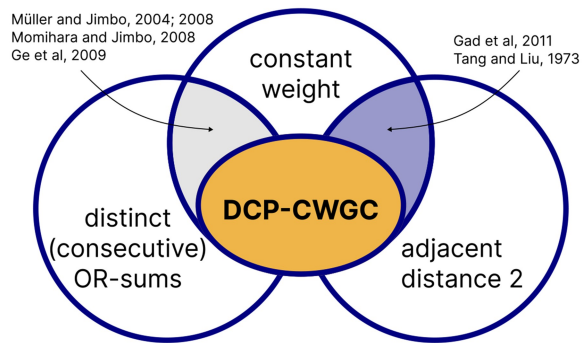 Müller and Jimbo, 2004; 2008
Momihara and Jimbo, 2008
Ge et al, 2009
Gad et al, 2011
Tang and Liu, 1973
constant
weight
DCP-CWGC
distinct
(consecutive)
OR-sums
adjacent
distance 2